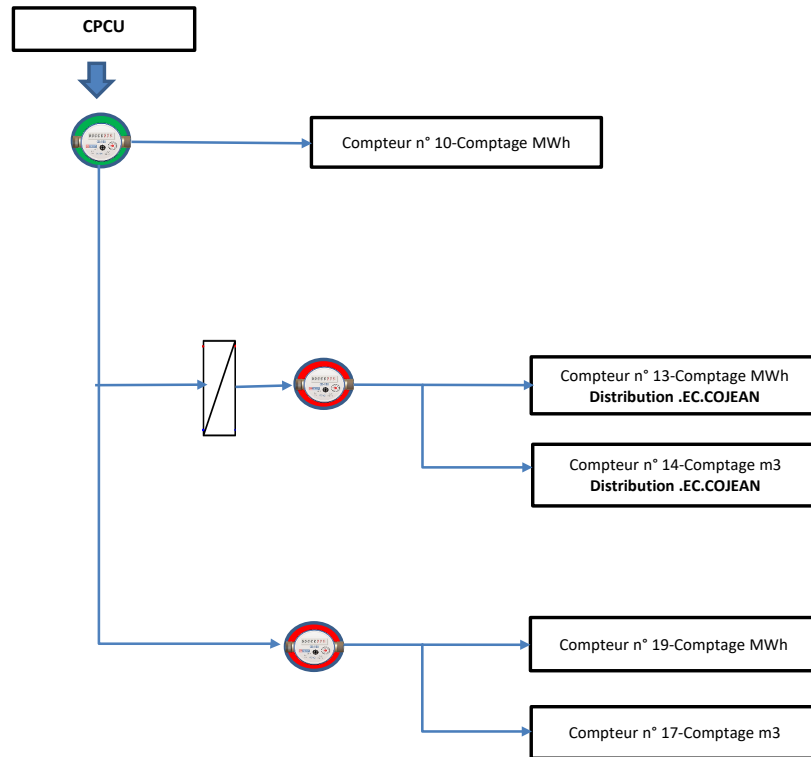 CPCU
Compteur n° 10-Comptage MWh
Compteur n° 13-Comptage MWh
Distribution .EC.COJEAN
Compteur n° 14-Comptage m3
Distribution .EC.COJEAN
Compteur n° 19-Comptage MWh
Compteur n° 17-Comptage m3